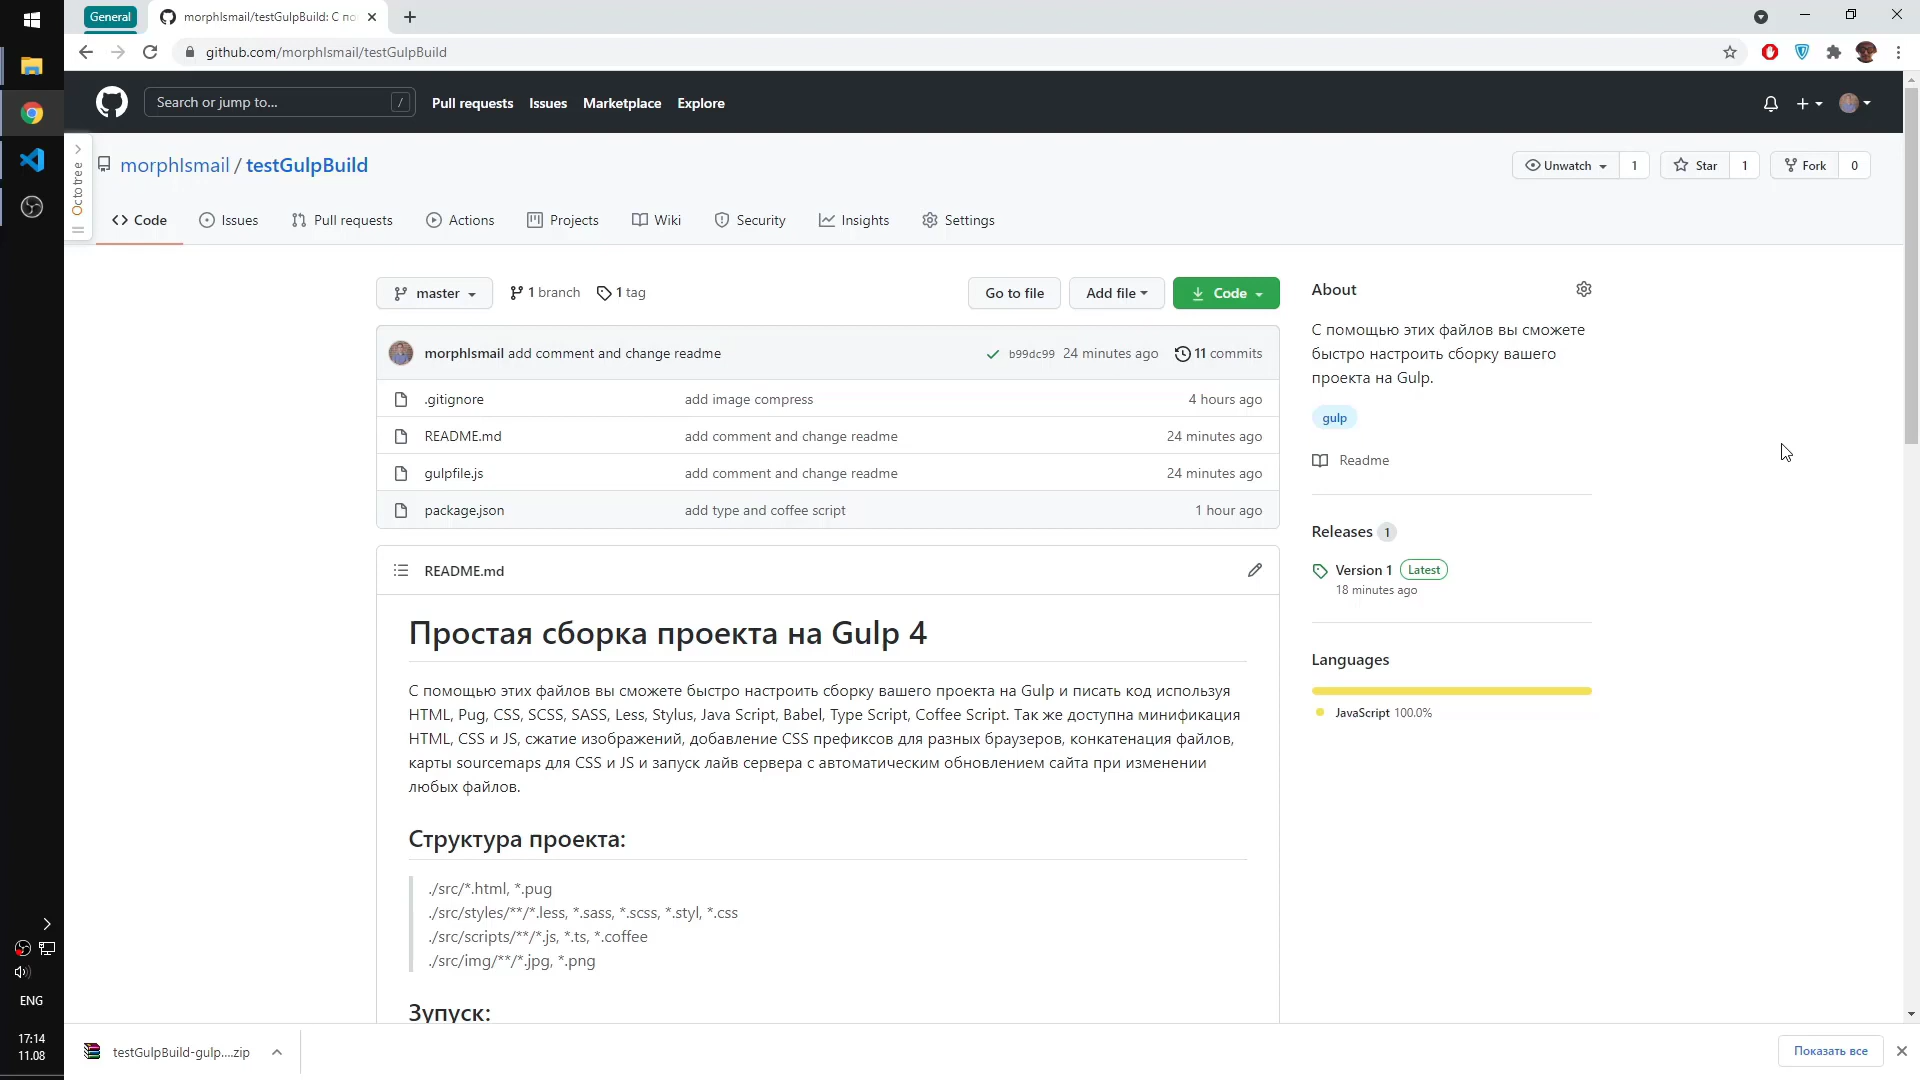 General
morphIsmail/testGulpBuild: С по
github.com/morphIsmail/testGulpBuild
Search or jump to...
/
Pull requests
Issues
Marketplace
Explore
Octotree
morphIsmail / testGulpBuild
Unwatch
1
Star
1
Fork
0
Code
Issues
Pull requests
Actions
Projects
Wiki
Security
Insights
Settings
master
1 branch
1 tag
Go to file
Add file
Code
About
С помощью этих файлов вы сможете
быстро настроить сборку вашего
проекта на Gulp.
gulp
Readme
morphIsmail add comment and change readme
b99dc99 24 minutes ago
11 commits
.gitignore
add image compress
4 hours ago
README.md
add comment and change readme
24 minutes ago
gulpfile.js
add comment and change readme
24 minutes ago
package.json
add type and coffee script
1 hour ago
Releases 1
Version 1
Latest
18 minutes ago
Languages
JavaScript 100.0%
README.md
Простая сборка проекта на Gulp 4
С помощью этих файлов вы сможете быстро настроить сборку вашего проекта на Gulp и писать код используя
HTML, Pug, CSS, SCSS, SASS, Less, Stylus, Java Script, Babel, Type Script, Coffee Script. Так же доступна минификация
HTML, CSS и JS, сжатие изображений, добавление CSS префиксов для разных браузеров, конкатенация файлов,
карты sourcemaps для CSS и JS и запуск лайв сервера с автоматическим обновлением сайта при изменении
любых файлов.
Структура проекта:
./src/*.html, *.pug
./src/styles/**/*.less, *.sass, *.scss, *.styl, *.css
./src/scripts/**/*.js, *.ts, *.coffee
./src/img/**/*.jpg, *.png
Зупуск:
ENG
17:14
11.08
testGulpBuild-gulp....zip
Показать все